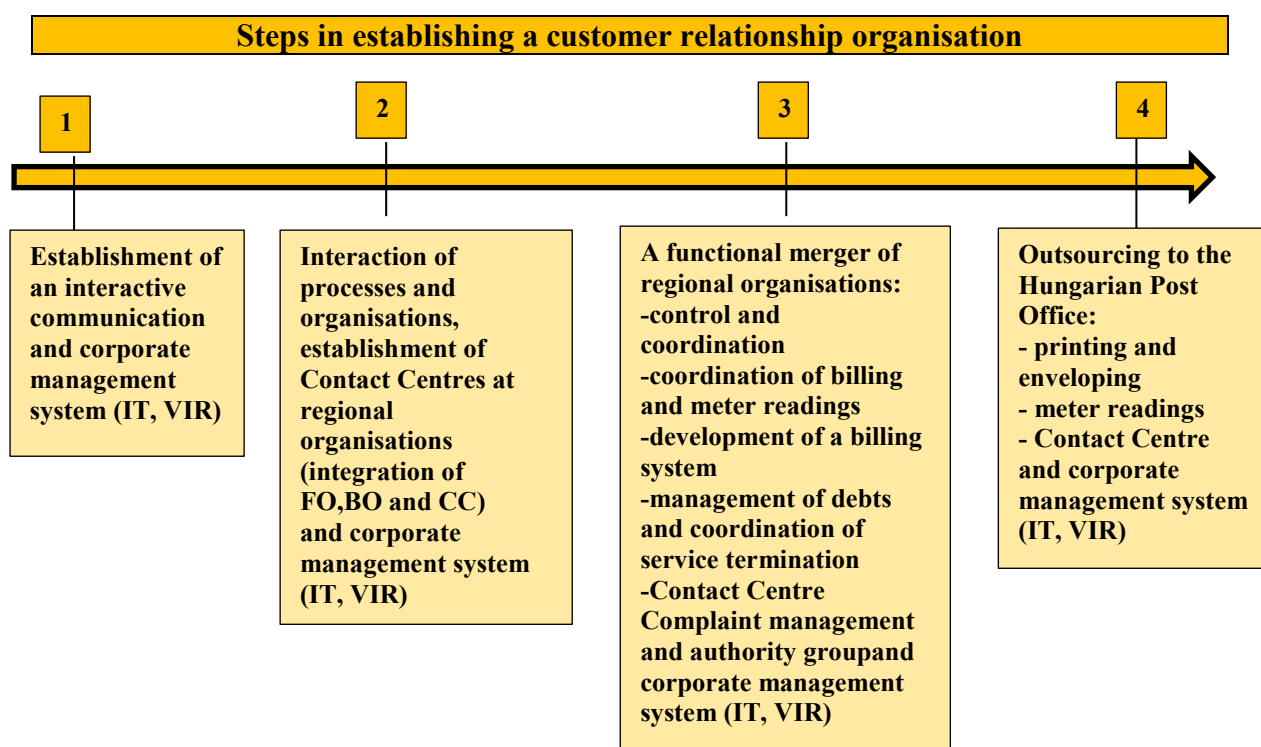 Steps in establishing a customer relationship organisation
1
2
3
4
Establishment of
an interactive
communication
and corporate
management
system (IT, VIR)
Interaction of
processes and
organisations,
establishment of
Contact Centres at
regional
organisations
(integration of
FO,BO and CC)
and corporate
management system
(IT, VIR)
A functional merger of
regional organisations:
-control and
coordination
-coordination of billing
and meter readings
-development of a billing
system
-management of debts
and coordination of
service termination
-Contact Centre
Complaint management
and authority groupand
corporate management
system (IT, VIR)
Outsourcing to the
Hungarian Post
Office:
- printing and
enveloping
- meter readings
- Contact Centre
and corporate
management system
(IT, VIR)